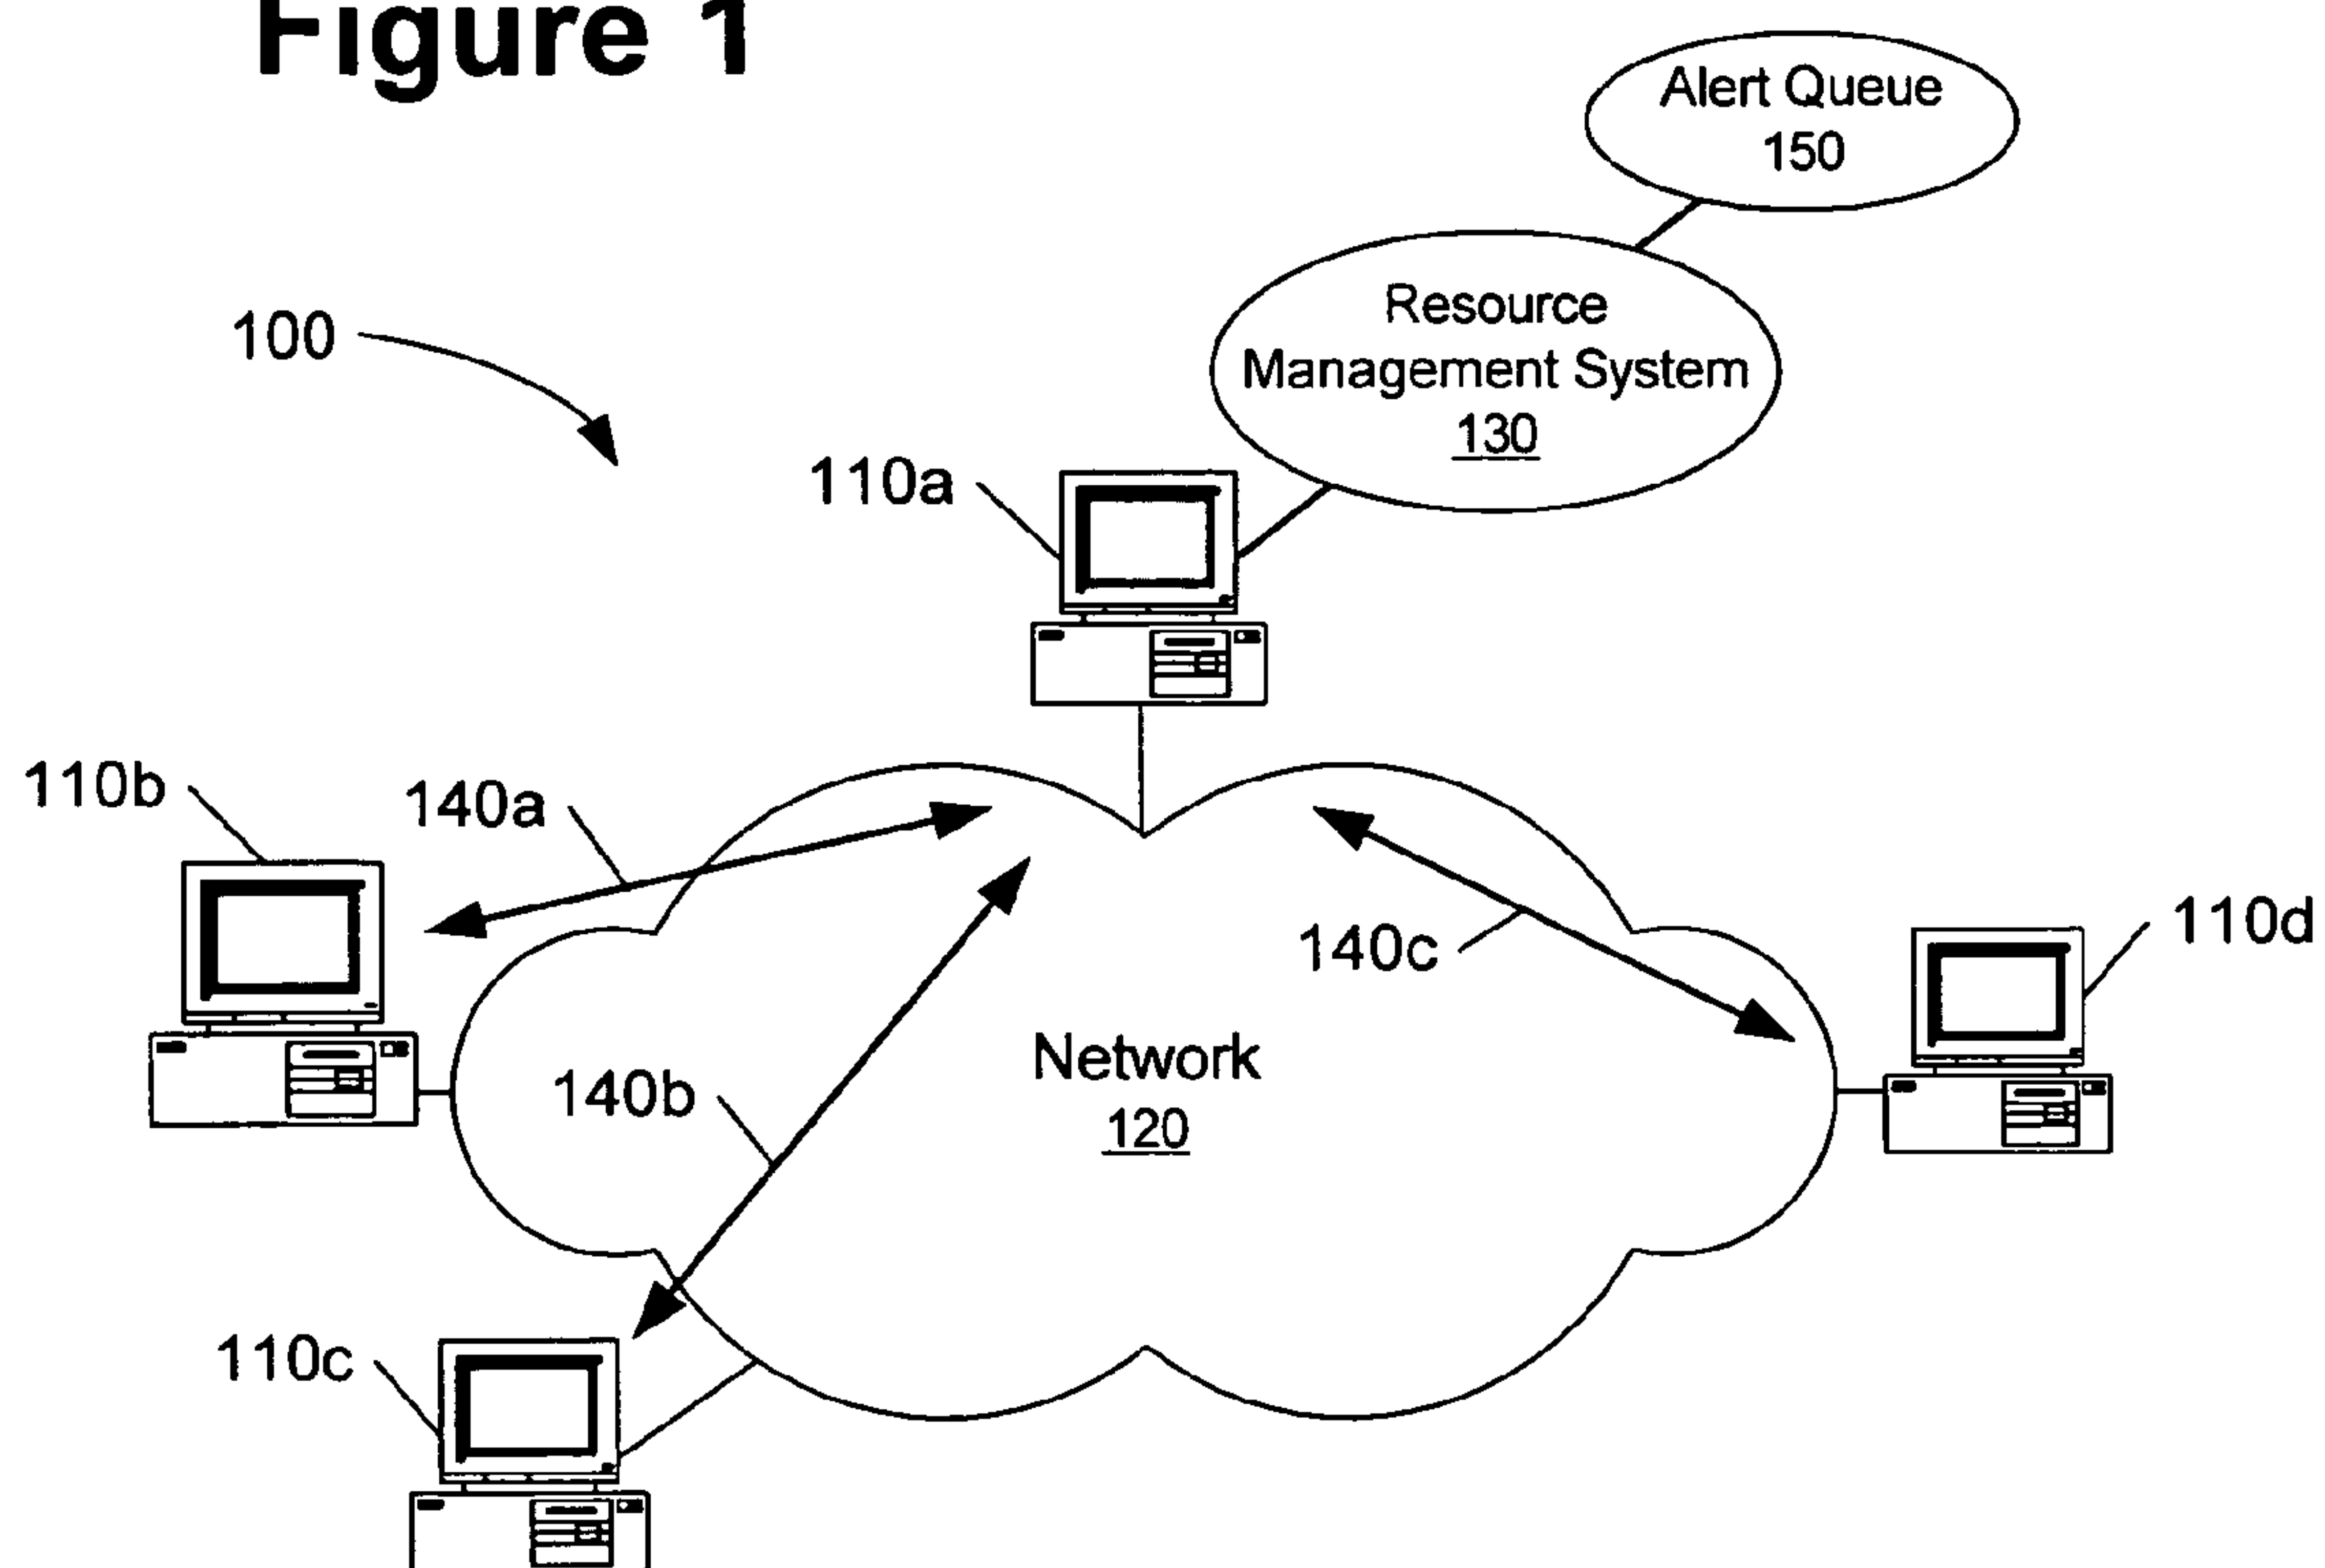 Figure 1
Alert Queue
150
Resource
Management System
130
100
110a
110b
140a
110d
140c
Network
120
140b
110c